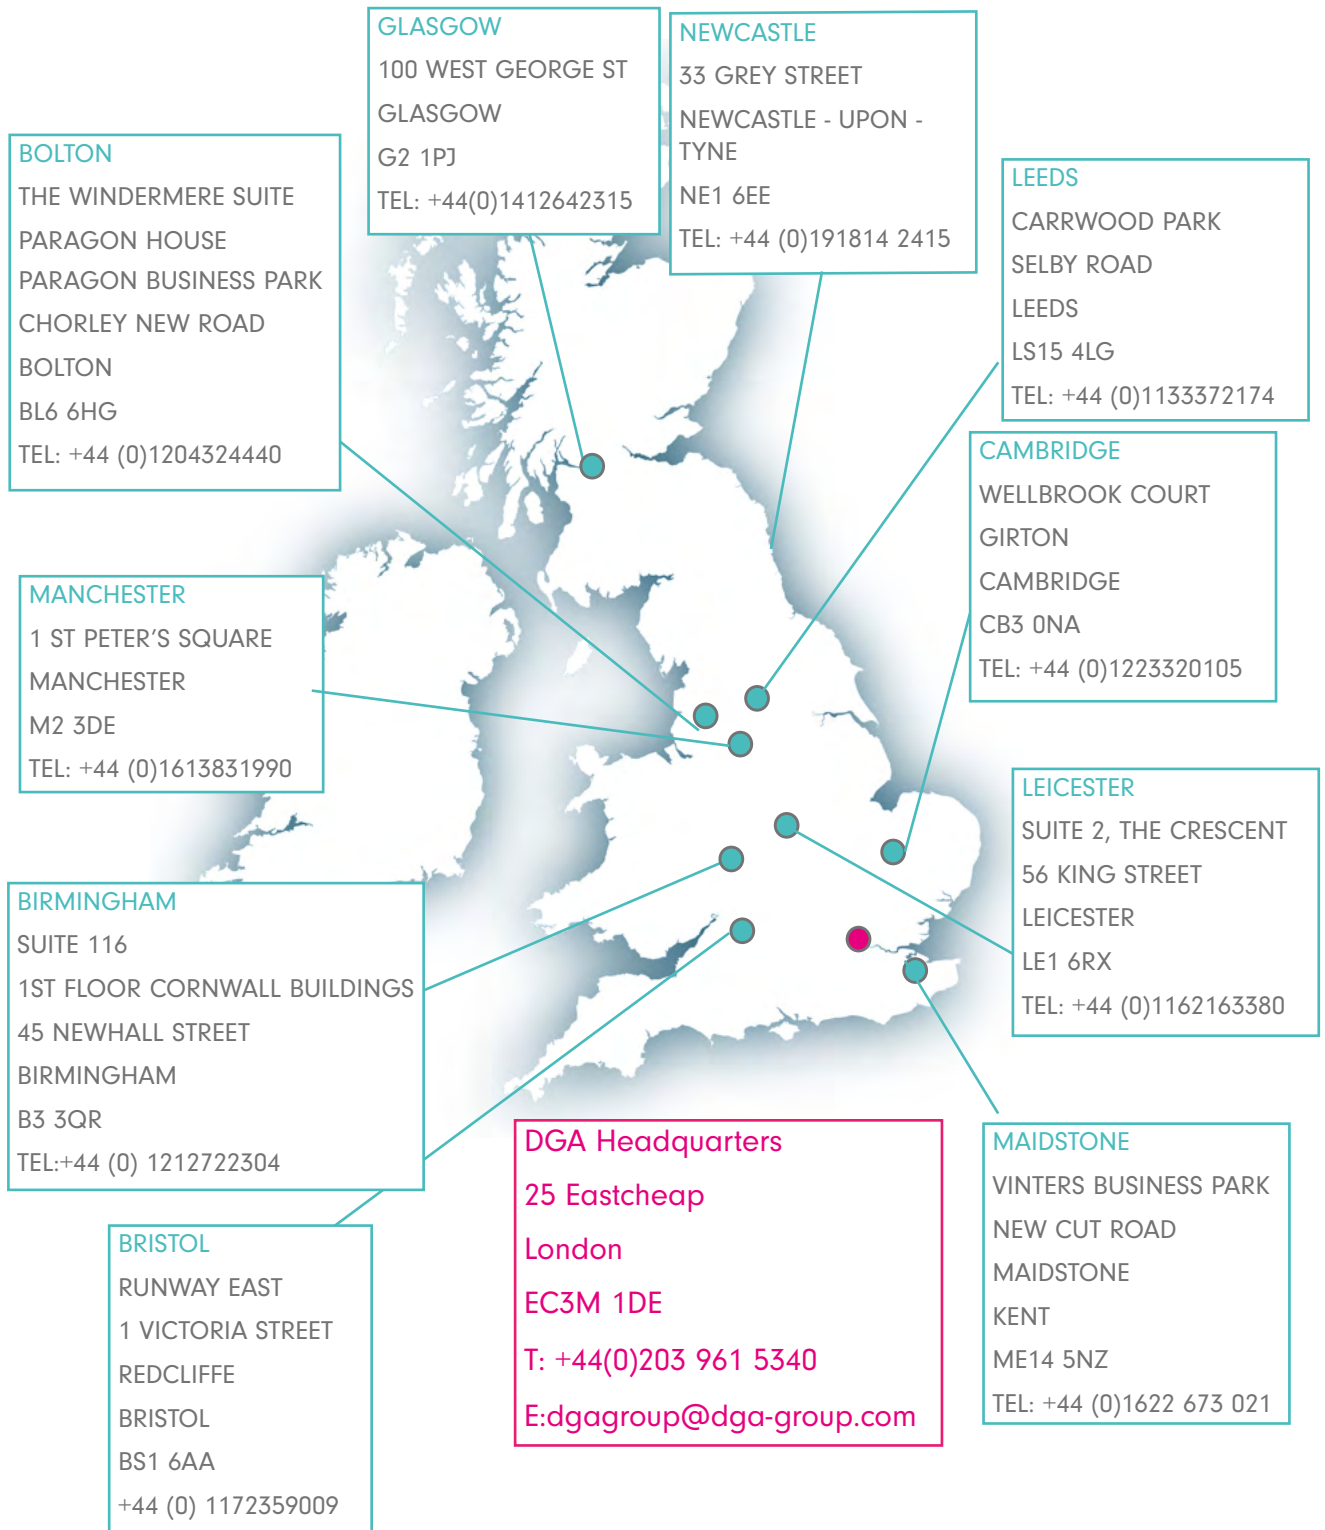 GLASGOW
100 WEST GEORGE ST
GLASGOW
G2 1PJ
TEL: +44(0)1412642315
NEWCASTLE
33 GREY STREET
NEWCASTLE - UPON -
TYNE
NE1 6EE
TEL: +44 (0)191814 2415
BOLTON
THE WINDERMERE SUITE
PARAGON HOUSE
PARAGON BUSINESS PARK
CHORLEY NEW ROAD
BOLTON
BL6 6HG
TEL: +44 (0)1204324440
LEEDS
CARRWOOD PARK
SELBY ROAD
LEEDS
LS15 4LG
TEL: +44 (0)1133372174
CAMBRIDGE
WELLBROOK COURT
GIRTON
CAMBRIDGE
CB3 0NA
TEL: +44 (0)1223320105
MANCHESTER
1 ST PETER'S SQUARE
MANCHESTER
M2 3DE
TEL: +44 (0)1613831990
LEICESTER
SUITE 2, THE CRESCENT
56 KING STREET
LEICESTER
LE1 6RX
TEL: +44 (0)1162163380
BIRMINGHAM
SUITE 116
1ST FLOOR CORNWALL BUILDINGS
45 NEWHALL STREET
BIRMINGHAM
B3 3QR
TEL:+44 (0) 1212722304
DGA Headquarters
25 Eastcheap
London
EC3M 1DE
T: +44(0)203 961 5340
E:dgagroup@dga-group.com
MAIDSTONE
VINTERS BUSINESS PARK
NEW CUT ROAD
MAIDSTONE
KENT
ME14 5NZ
TEL: +44 (0)1622 673 021
BRISTOL
RUNWAY EAST
1 VICTORIA STREET
REDCLIFFE
BRISTOL
BS1 6AA
+44 (0) 1172359009